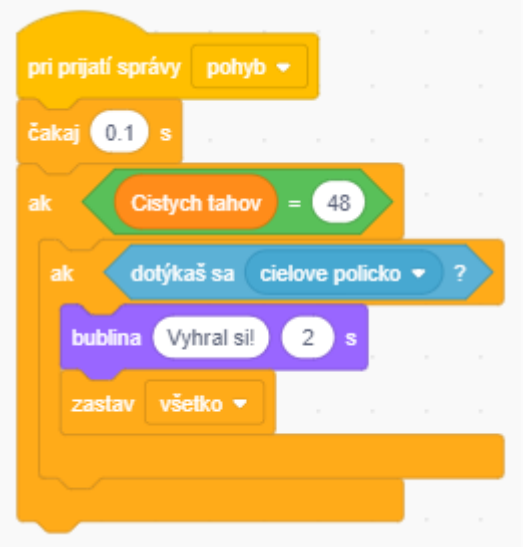 pri prijatí správy pohyb
čakaj 0.1 s
ak Cistych tahov = 48
ak dotýkaš sa cielove policko ?
bublina Vyhral si! 2 s
zastav všetko